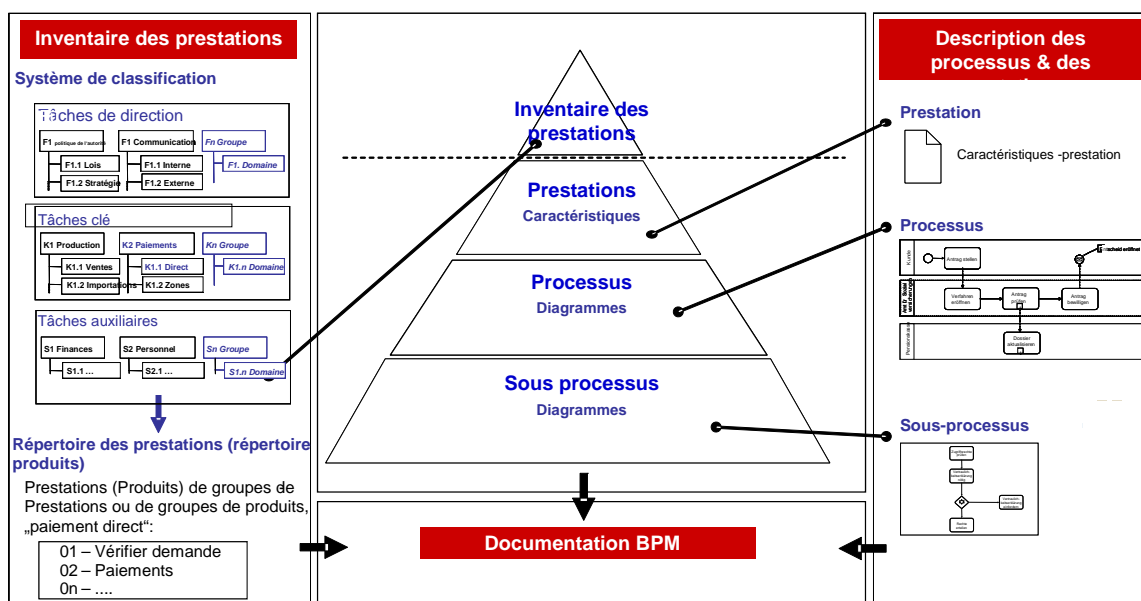 Inventaire des prestations
Système de classification
Tâches de direction
F1 politique de l'autorité
F1 Communication
Fn Groupe
F1.1 Lois
F1.1 Interne
F1. Domaine
F1.2 Stratégie
F1.2 Externe
Tâches clé
K1 Production
K2 Paiements
Kn Groupe
K1.1 Ventes
K1.1 Direct
K1.n Domaine
K1.2 Importations
K1.2 Zones
Tâches auxiliaires
S1 Finances
S2 Personnel
Sn Groupe
S1.1 ...
S2.1 ...
S1.n Domaine
Répertoire des prestations (répertoire
produits)
Prestations (Produits) de groupes de
Prestations ou de groupes de produits,
„paiement direct“:
01 – Vérifier demande
02 – Paiements
0n – ....
Inventaire des
prestations
Prestations
Caractéristiques
Processus
Diagrammes
Sous processus
Diagrammes
Documentation BPM
Description des
processus & des
Prestation
Caractéristiques -prestation
Processus
Kunde
Antrag stellen
Verfahren
eröffnen
Antrag
prüfen
Antrag
bewilligen
Pensionskasse
Dossier
aktualisieren
Sous-processus